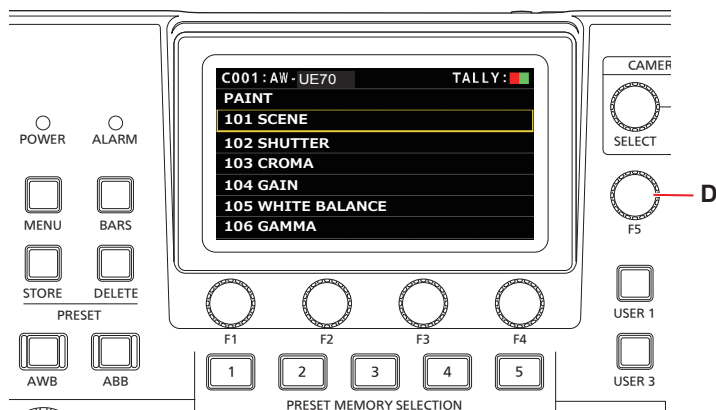 C001:AW-UE70 TALLY:
PAINT
101 SCENE
102 SHUTTER
103 CROMA
104 GAIN
105 WHITE BALANCE
106 GAMMA
CAMER
SELECT
D
F5
POWER ALARM
MENU BARS
STORE DELETE
PRESET
AWB ABB
F1 F2 F3 F4
1 2 3 4 5
PRESET MEMORY SELECTION
USER 1
USER 3